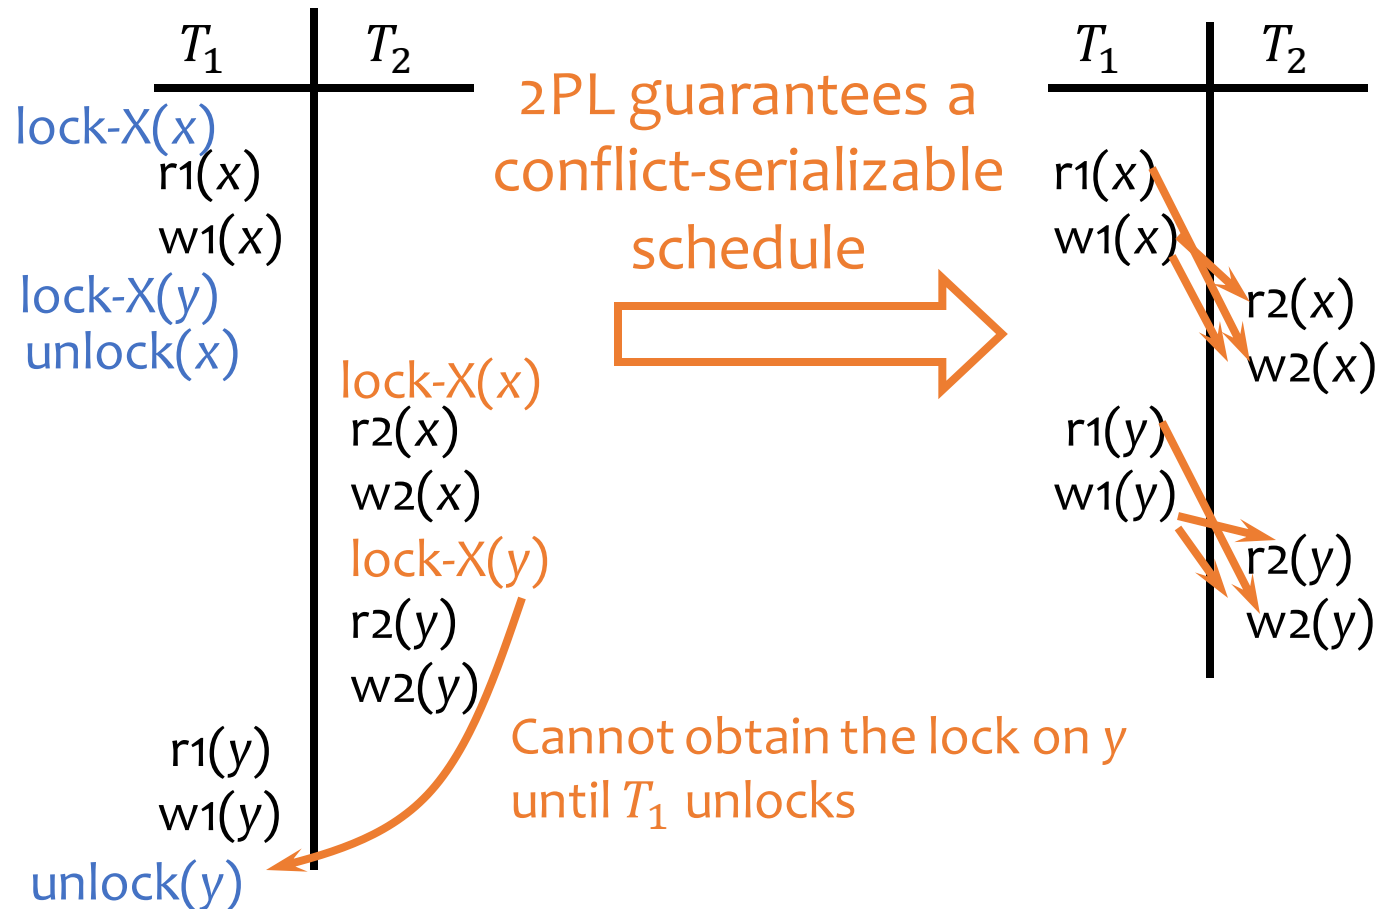 T₁ T₂
lock-X(x)
r1(x)
w1(x)
lock-X(y)
unlock(x)
lock-X(x)
r2(x)
w2(x)
lock-X(y)
r2(y)
w2(y)
r1(y)
w1(y)
unlock(y)
2PL guarantees a
conflict-serializable
schedule
Cannot obtain the lock on y
until T₁ unlocks
T₁ T₂
r1(x)
w1(x)
r2(x)
w2(x)
r1(y)
w1(y)
r2(y)
w2(y)